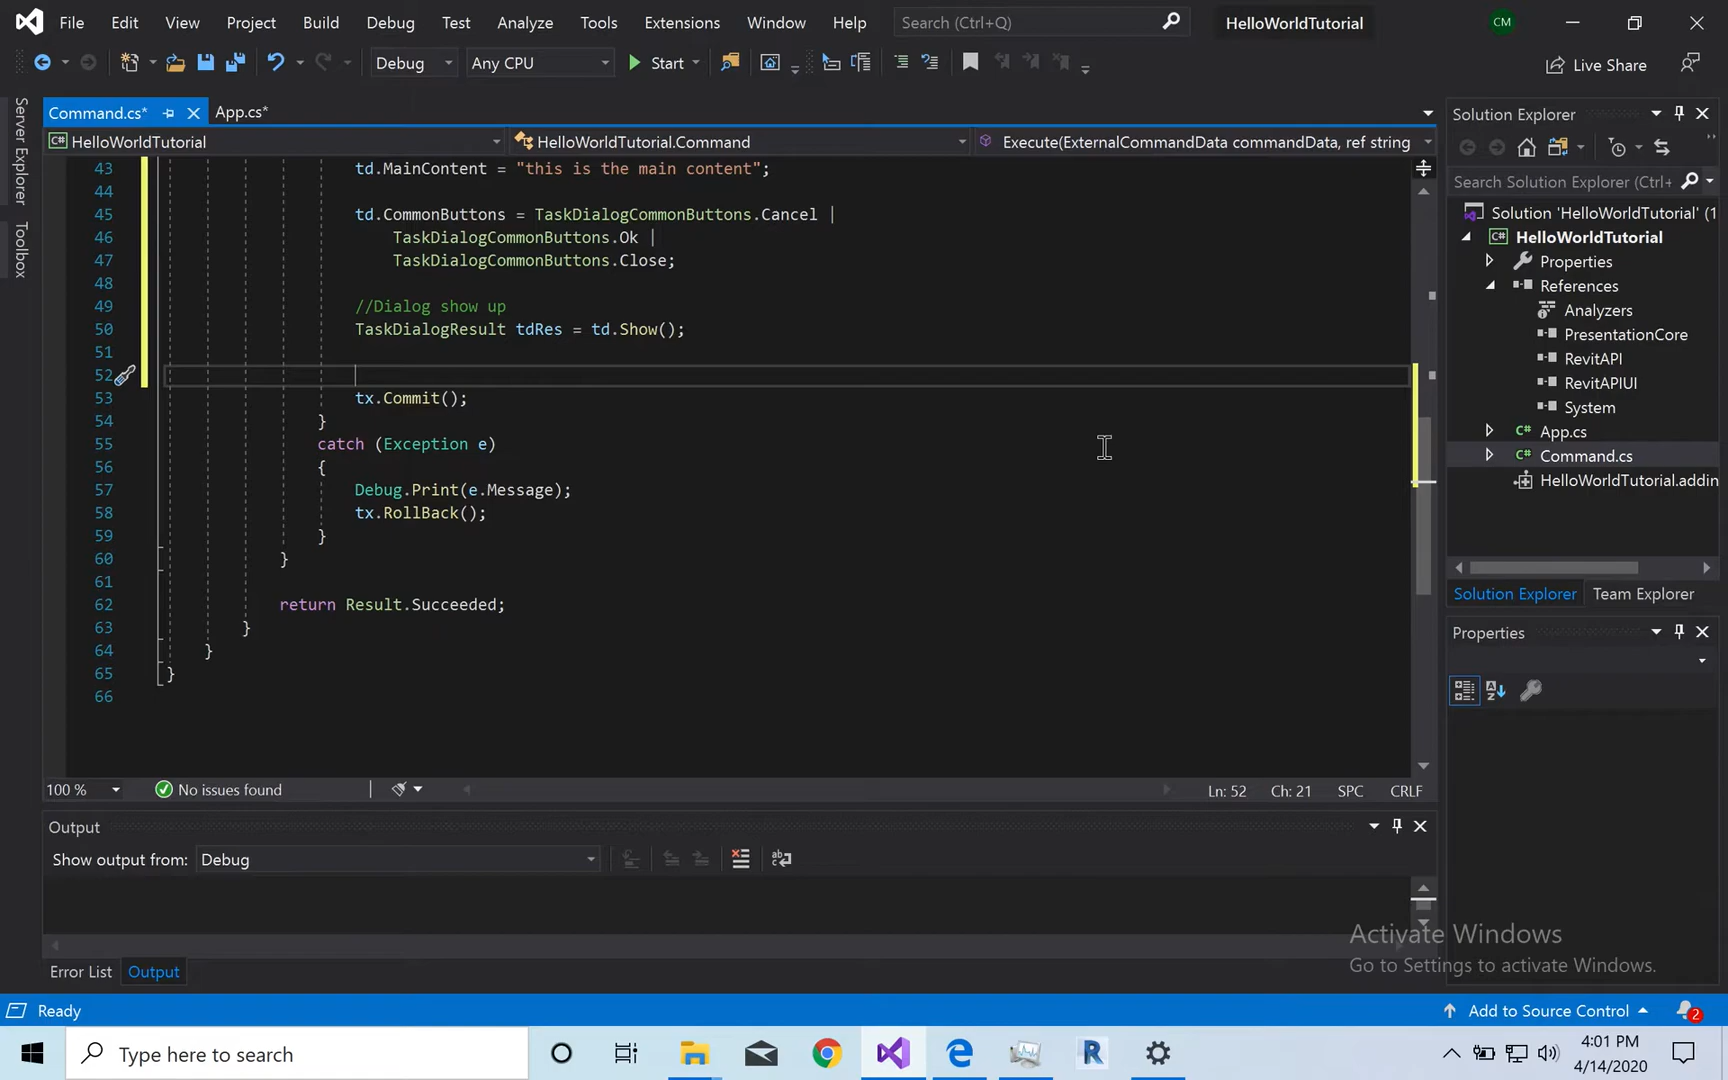 File Edit View Project Build Debug Test Analyze Tools Extensions Window Help Search (Ctrl+Q) HelloWorldTutorial CM
Debug Any CPU Start Live Share
Server Explorer
Toolbox
Command.cs* App.cs*
HelloWorldTutorial HelloWorldTutorial.Command Execute(ExternalCommandData commandData, ref string
43 td.MainContent = "this is the main content";
44
45 td.CommonButtons = TaskDialogCommonButtons.Cancel |
46 TaskDialogCommonButtons.Ok |
47 TaskDialogCommonButtons.Close;
48
49 //Dialog show up
50 TaskDialogResult tdRes = td.Show();
51
52
53 tx.Commit();
54 }
55 catch (Exception e)
56 {
57 Debug.Print(e.Message);
58 tx.RollBack();
59 }
60 }
61
62 return Result.Succeeded;
63 }
64 }
65 }
66
100 % No issues found Ln: 52 Ch: 21 SPC CRLF
Output
Show output from: Debug
Error List Output
Solution Explorer
Search Solution Explorer (Ctrl+
Solution 'HelloWorldTutorial' (1
HelloWorldTutorial
Properties
References
Analyzers
PresentationCore
RevitAPI
RevitAPIUI
System
App.cs
Command.cs
HelloWorldTutorial.addin
Solution Explorer Team Explorer
Properties
Activate Windows
Go to Settings to activate Windows.
Ready Add to Source Control 2
Type here to search R 4:01 PM
4/14/2020